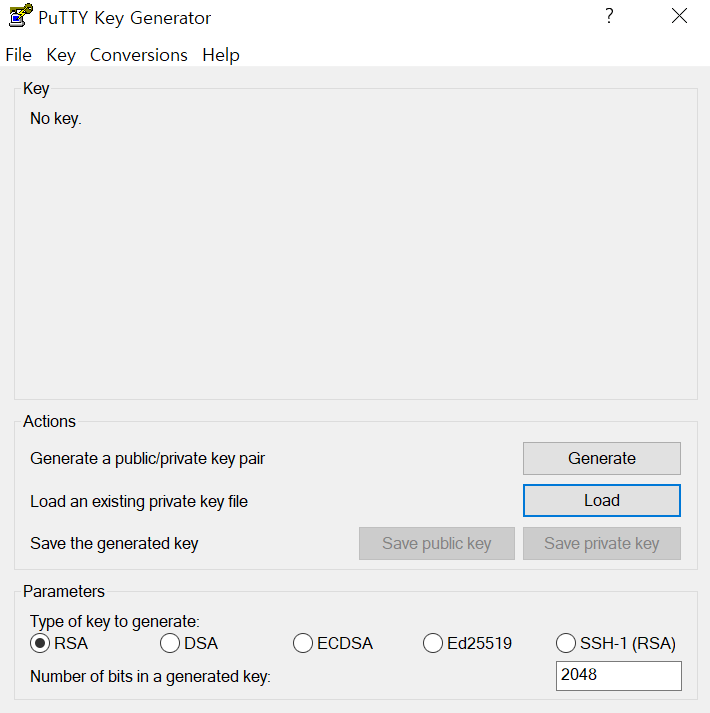 PuTTY Key Generator ? ×
File Key Conversions Help
Key
No key.
Actions
Generate a public/private key pair Generate
Load an existing private key file Load
Save the generated key Save public key Save private key
Parameters
Type of key to generate:
RSA DSA ECDSA Ed25519 SSH-1 (RSA)
Number of bits in a generated key: 2048